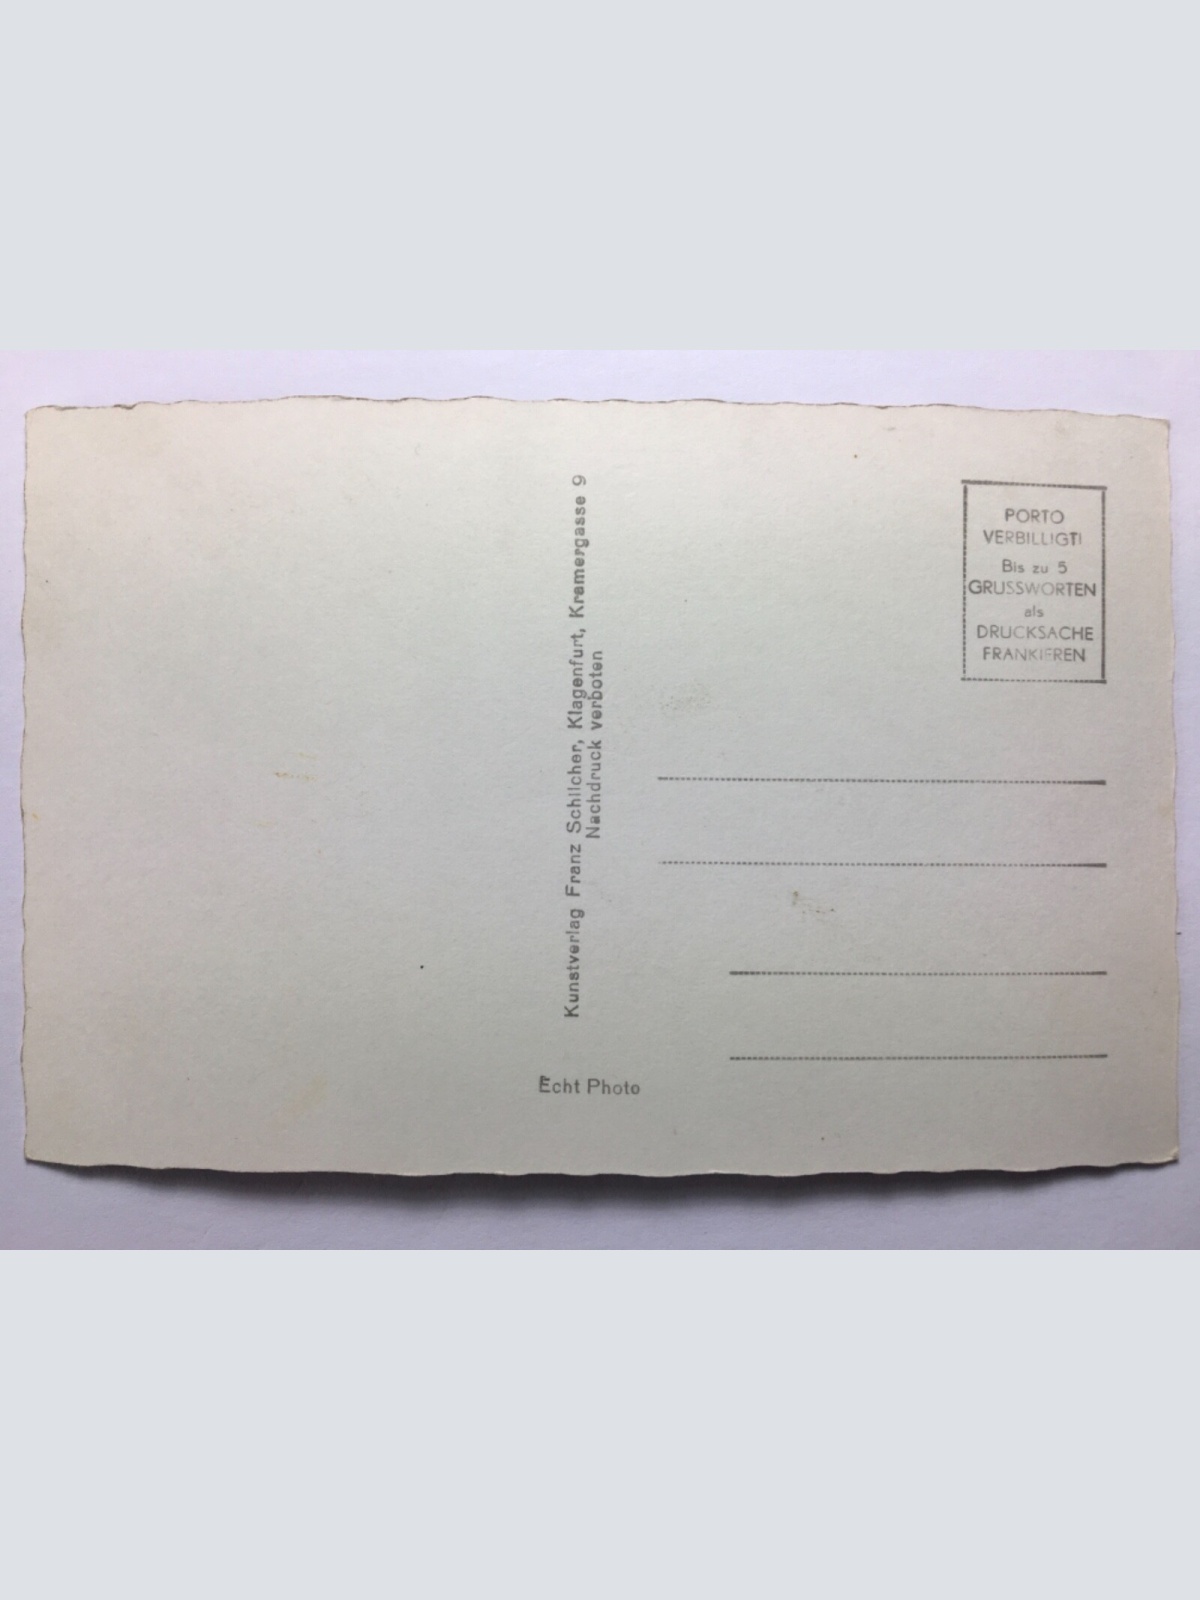 Kunstverlag Franz Schilcher, Klagenfurt, Kramergasse 9
Nachdruck verboten
Echt Photo
PORTO
VERBILLIGT!
Bis zu 5
GRUSSWORTEN
als
DRUCKSACHE
FRANKIEREN